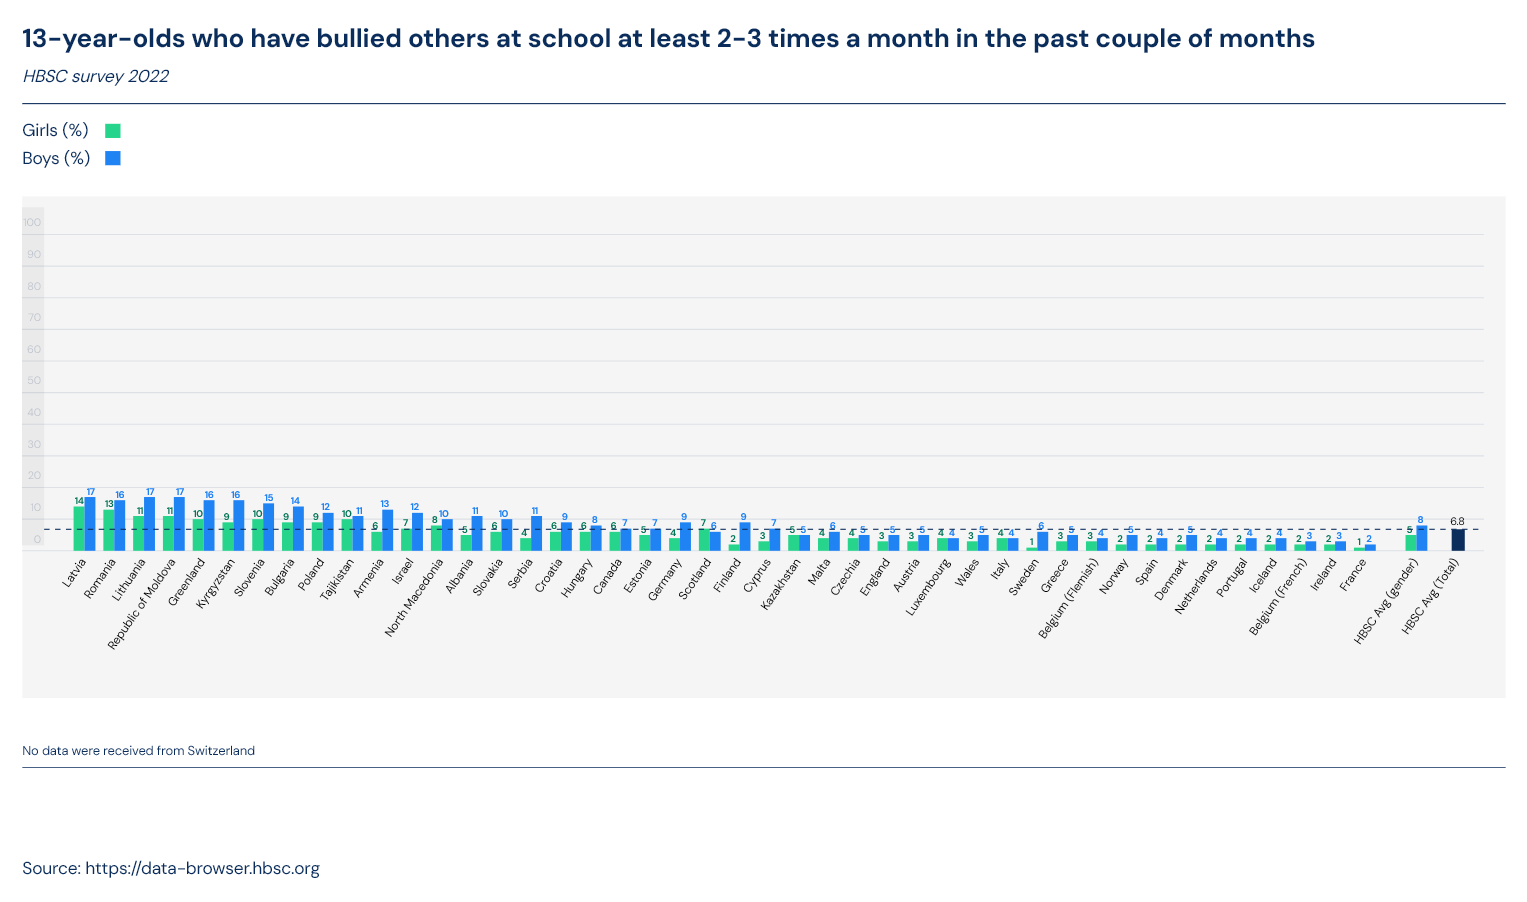 13-year-olds who have bullied others at school at least 2-3 times a month in the past couple of months
HBSC survey 2022
Girls (%)
Boys (%)
100
90
80
70
60
50
40
30
20
10
0
14 17 13 16 11 17 11 17 10 16 9 16 10 15 9 14 9 12 10 11 6 13 7 12 8 10 5 11 6 10 4 11 6 9 6 8 6 7 5 7 4 9 7 6 2 9 3 7 5 5 4 6 4 5 3 5 3 5 4 4 3 5 4 4 1 6 3 5 3 4 2 5 2 4 2 5 2 4 2 4 2 4 2 3 2 3 1 2 5 8 6.8
Latvia
Romania
Lithuania
Republic of Moldova
Greenland
Kyrgyzstan
Slovenia
Bulgaria
Poland
Tajikistan
Armenia
Israel
North Macedonia
Albania
Slovakia
Serbia
Croatia
Hungary
Canada
Estonia
Germany
Scotland
Finland
Cyprus
Kazakhstan
Malta
Czechia
England
Austria
Luxembourg
Wales
Italy
Sweden
Greece
Belgium (Flemish)
Norway
Spain
Denmark
Netherlands
Portugal
Iceland
Belgium (French)
Ireland
France
HBSC Avg (gender)
HBSC Avg (Total)
No data were received from Switzerland
Source: https://data-browser.hbsc.org